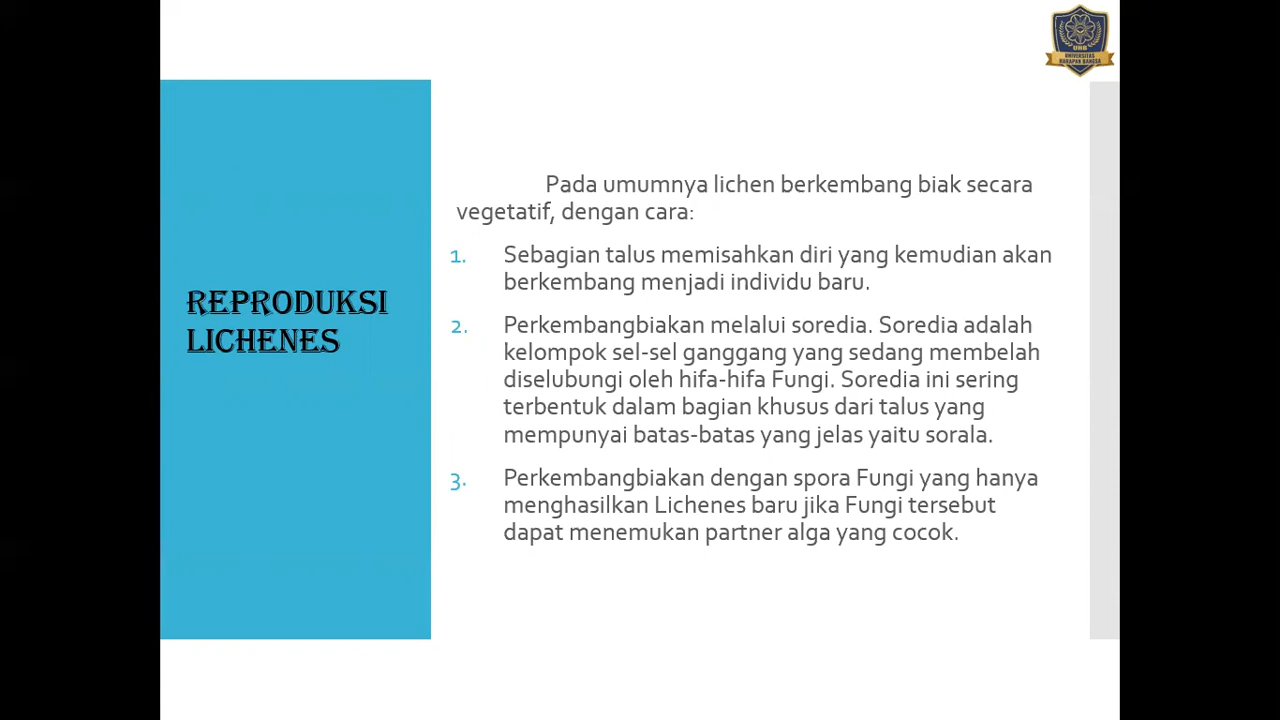 UHB
UNIVERSITAS
HARAPAN BANGSA
REPRODUKSI
LICHENES
Pada umumnya lichen berkembang biak secara
vegetatif, dengan cara:
1. Sebagian talus memisahkan diri yang kemudian akan
berkembang menjadi individu baru.
2. Perkembangbiakan melalui soredia. Soredia adalah
kelompok sel-sel ganggang yang sedang membelah
diselubungi oleh hifa-hifa Fungi. Soredia ini sering
terbentuk dalam bagian khusus dari talus yang
mempunyai batas-batas yang jelas yaitu sorala.
3. Perkembangbiakan dengan spora Fungi yang hanya
menghasilkan Lichenes baru jika Fungi tersebut
dapat menemukan partner alga yang cocok.